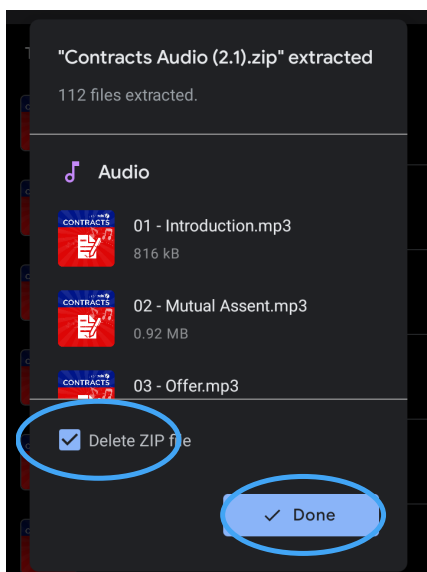 "Contracts Audio (2.1).zip" extracted
112 files extracted.
Audio
CONTRACTS
01 - Introduction.mp3
816 kB
CONTRACTS
02 - Mutual Assent.mp3
0.92 MB
CONTRACTS
03 - Offer.mp3
Delete ZIP file
Done